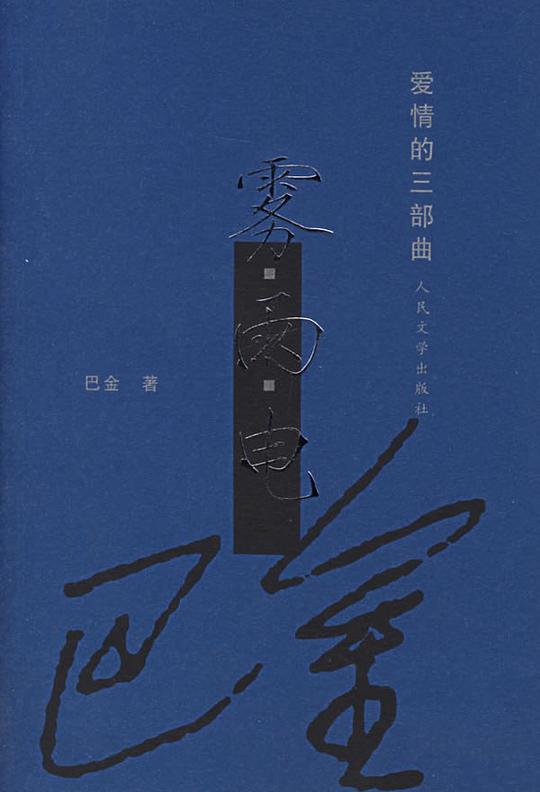 爱情的三部曲
人民文学出版社
雾·雨·电
巴金 著
巴金